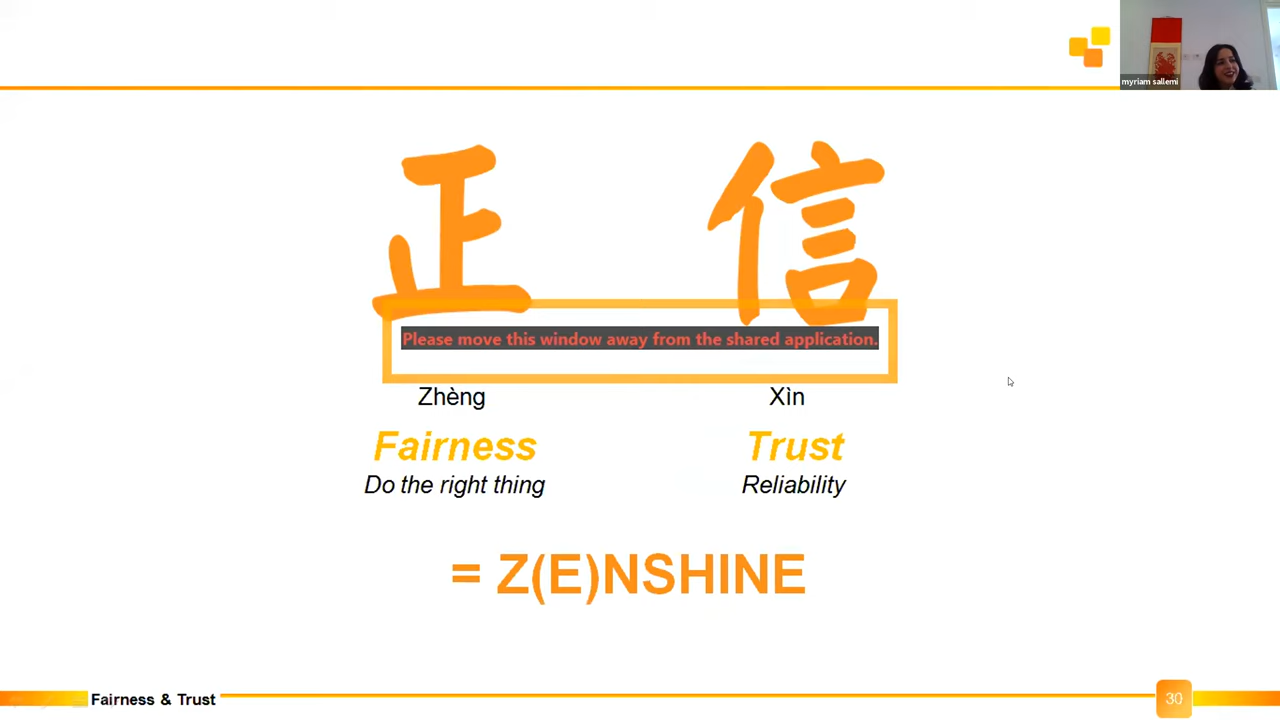 myriam sallemi
正 信
Please move this window away from the shared application.
Zhèng Xìn
Fairness Trust
Do the right thing Reliability
= Z(E)NSHINE
Fairness & Trust 30